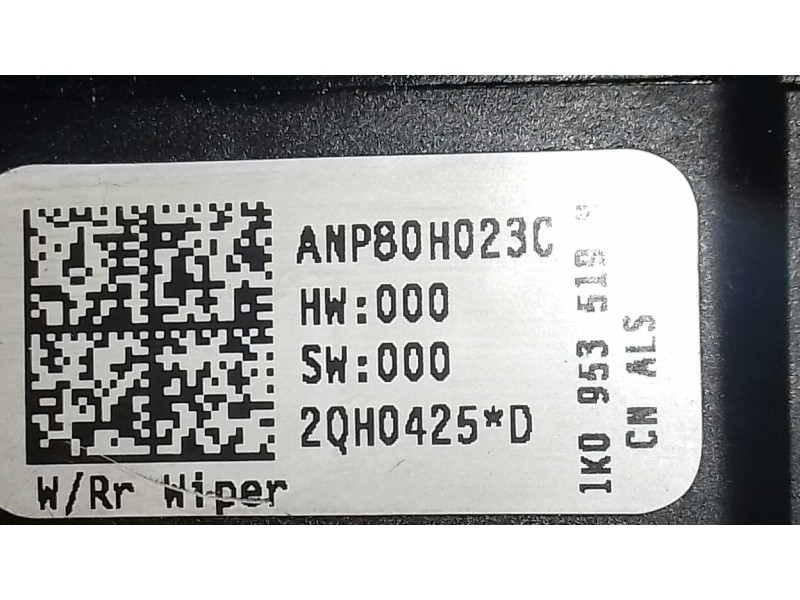 ANP80H023C
HW:000
SW:000
2QH0425*D
W/Rr Wiper
1K0 953 519
CN ALS